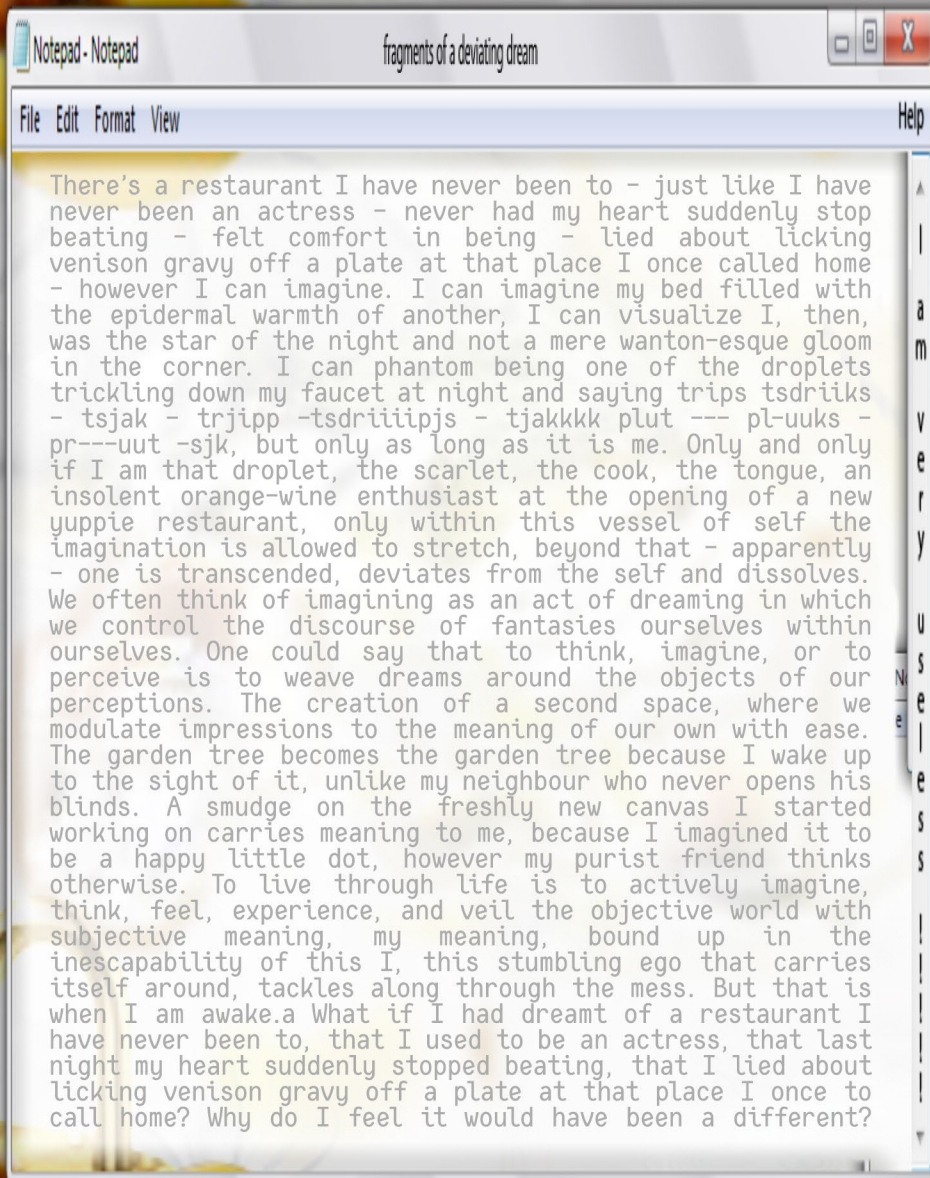 Notepad - Notepad
fragments of a deviating dream
File Edit Format View
Help
There's a restaurant I have never been to – just like I have
never been an actress – never had my heart suddenly stop
beating – felt comfort in being – lied about licking
venison gravy off a plate at that place I once called home
– however I can imagine. I can imagine my bed filled with
the epidermal warmth of another, I can visualize I, then,
was the star of the night and not a mere wanton-esque gloom
in the corner. I can phantom being one of the droplets
trickling down my faucet at night and saying trips tsdriiks
– tsjak – trjipp –tsdriiiipjs – tjakkkk plut --- pl-uuks –
pr---uut -sjk, but only as long as it is me. Only and only
if I am that droplet, the scarlet, the cook, the tongue, an
insolent orange-wine enthusiast at the opening of a new
yuppie restaurant, only within this vessel of self the
imagination is allowed to stretch, beyond that – apparently
– one is transcended, deviates from the self and dissolves.
We often think of imagining as an act of dreaming in which
we control the discourse of fantasies ourselves within
ourselves. One could say that to think, imagine, or to
perceive is to weave dreams around the objects of our
perceptions. The creation of a second space, where we
modulate impressions to the meaning of our own with ease.
The garden tree becomes the garden tree because I wake up
to the sight of it, unlike my neighbour who never opens his
blinds. A smudge on the freshly new canvas I started
working on carries meaning to me, because I imagined it to
be a happy little dot, however my purist friend thinks
otherwise. To live through life is to actively imagine,
think, feel, experience, and veil the objective world with
subjective meaning, my meaning, bound up in the
inescapability of this I, this stumbling ego that carries
itself around, tackles along through the mess. But that is
when I am awake.a What if I had dreamt of a restaurant I
have never been to, that I used to be an actress, that last
night my heart suddenly stopped beating, that I lied about
licking venison gravy off a plate at that place I once to
call home? Why do I feel it would have been a different?
I am very useless !!!!!